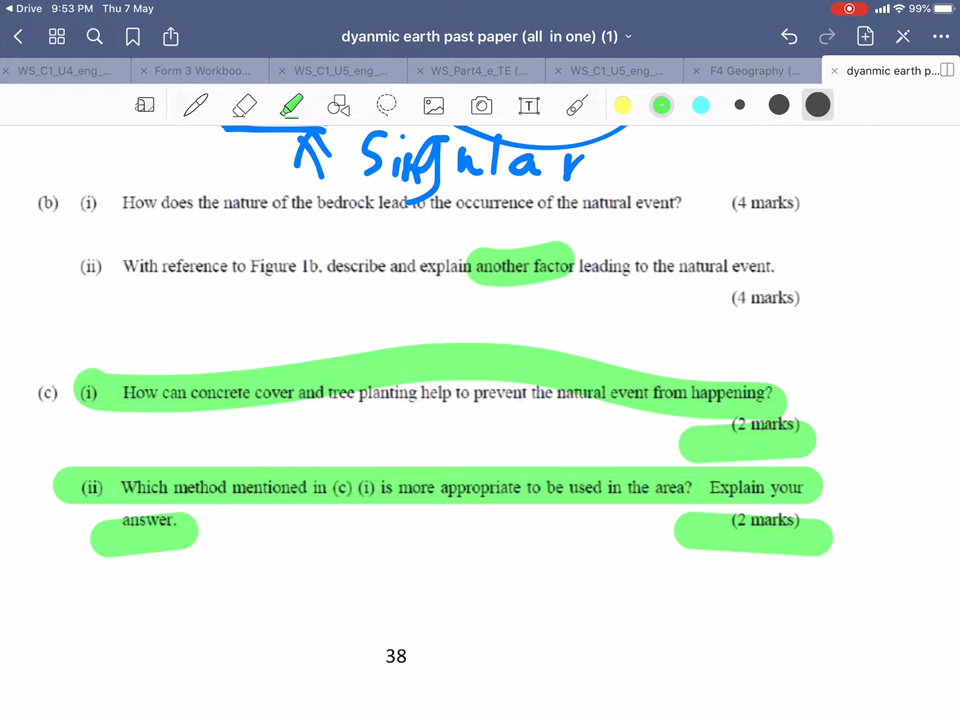 Drive 9:53 PM Thu 7 May 99%
dyanmic earth past paper (all in one) (1)
WS_C1_U4_eng_... Form 3 Workboo... WS_C1_U5_eng_... WS_Part4_e_TE (... WS_C1_U5_eng_... F4 Geography (... dyanmic earth p...
T
Singular
(b) (i) How does the nature of the bedrock lead to the occurrence of the natural event? (4 marks)
(ii) With reference to Figure 1b, describe and explain another factor leading to the natural event.
(4 marks)
(c) (i) How can concrete cover and tree planting help to prevent the natural event from happening?
(2 marks)
(ii) Which method mentioned in (c) (i) is more appropriate to be used in the area? Explain your
answer. (2 marks)
38